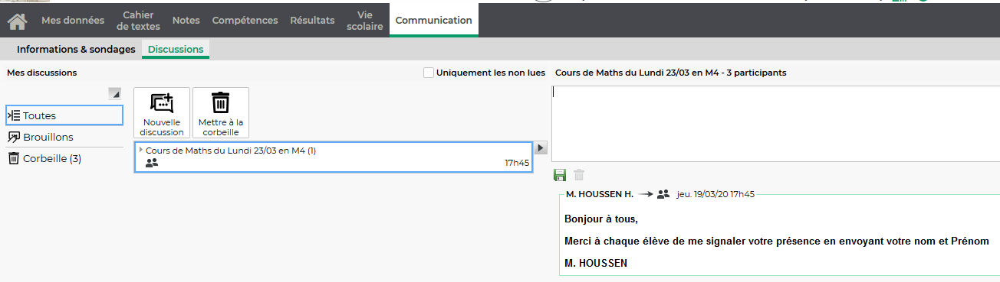 Mes données
Cahier
de textes
Notes
Compétences
Résultats
Vie
scolaire
Communication
Informations & sondages
Discussions
Mes discussions
Uniquement les non lues
Toutes
Brouillons
Corbeille (3)
Nouvelle
discussion
Mettre à la
corbeille
Cours de Maths du Lundi 23/03 en M4 (1)
17h45
Cours de Maths du Lundi 23/03 en M4 - 3 participants
M. HOUSSEN H. jeu. 19/03/20 17h45
Bonjour à tous,
Merci à chaque élève de me signaler votre présence en envoyant votre nom et Prénom
M. HOUSSEN